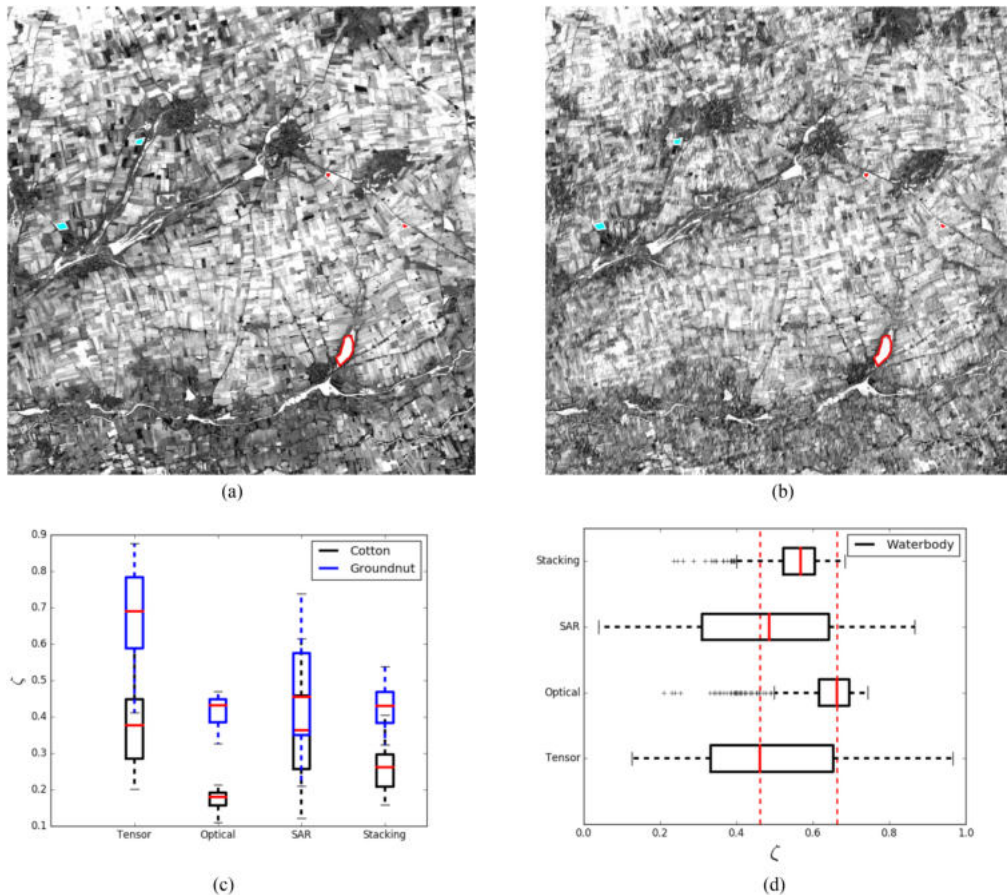 (a)
(b)
0.9
0.8
0.7
0.6
0.5
0.4
0.3
0.2
0.1
ζ
Cotton
Groundnut
Tensor
Optical
SAR
Stacking
(c)
Waterbody
Stacking
SAR
Optical
Tensor
0.0
0.2
0.4
0.6
0.8
1.0
ζ
(d)